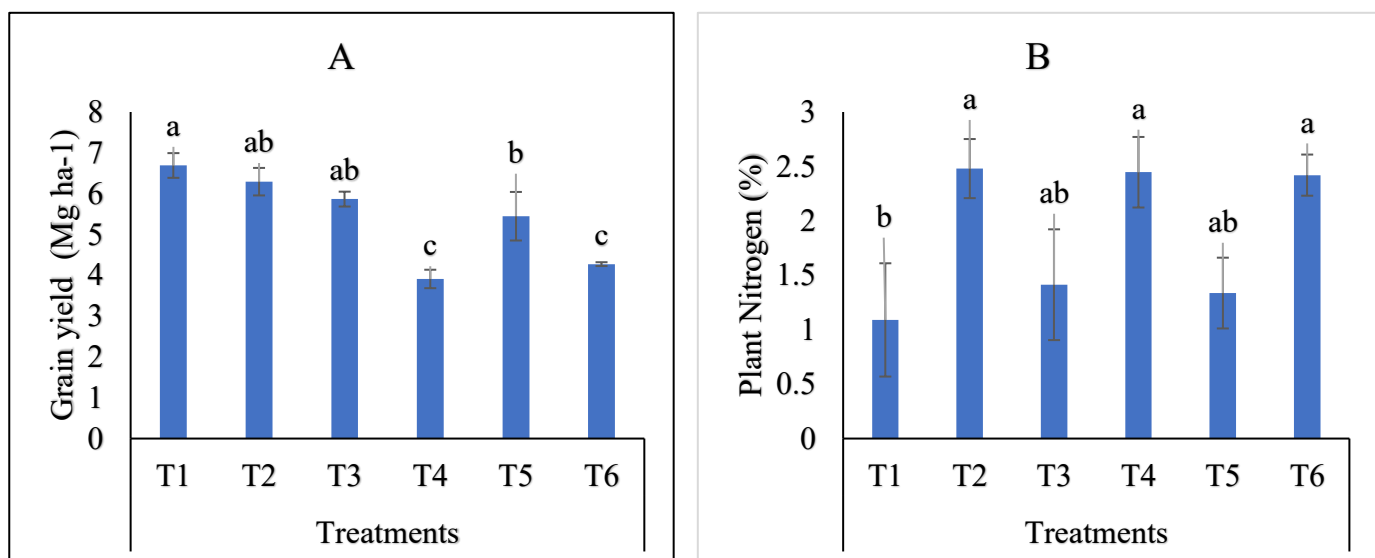 A
Grain yield (Mg ha-1)
8
7
6
5
4
3
2
1
0
a
ab
ab
c
b
c
T1 T2 T3 T4 T5 T6
Treatments
B
Plant Nitrogen (%)
3
2.5
2
1.5
1
0.5
0
b
a
ab
a
ab
a
T1 T2 T3 T4 T5 T6
Treatments